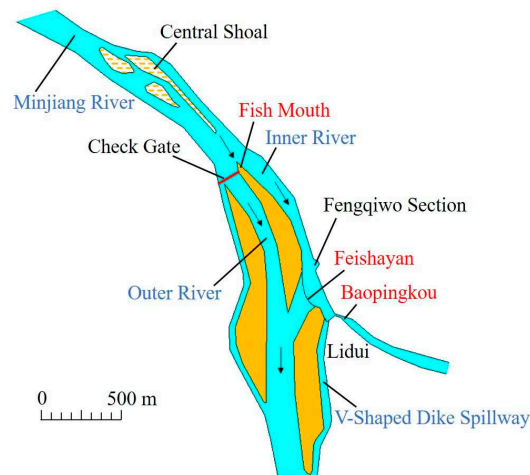 Central Shoal
Minjiang River
Fish Mouth
Inner River
Check Gate
Fengqiwo Section
Feishayan
Outer River
Baopingkou
Lidui
0 500 m
V-Shaped Dike Spillway